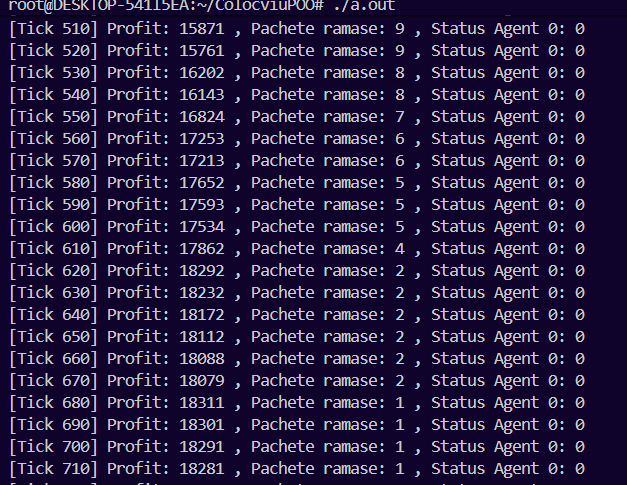 root@DESKTOP-541I5EA:~/ColocviuPOO# ./a.out
[Tick 510] Profit: 15871 , Pachete ramase: 9 , Status Agent 0: 0
[Tick 520] Profit: 15761 , Pachete ramase: 9 , Status Agent 0: 0
[Tick 530] Profit: 16202 , Pachete ramase: 8 , Status Agent 0: 0
[Tick 540] Profit: 16143 , Pachete ramase: 8 , Status Agent 0: 0
[Tick 550] Profit: 16824 , Pachete ramase: 7 , Status Agent 0: 0
[Tick 560] Profit: 17253 , Pachete ramase: 6 , Status Agent 0: 0
[Tick 570] Profit: 17213 , Pachete ramase: 6 , Status Agent 0: 0
[Tick 580] Profit: 17652 , Pachete ramase: 5 , Status Agent 0: 0
[Tick 590] Profit: 17593 , Pachete ramase: 5 , Status Agent 0: 0
[Tick 600] Profit: 17534 , Pachete ramase: 5 , Status Agent 0: 0
[Tick 610] Profit: 17862 , Pachete ramase: 4 , Status Agent 0: 0
[Tick 620] Profit: 18292 , Pachete ramase: 2 , Status Agent 0: 0
[Tick 630] Profit: 18232 , Pachete ramase: 2 , Status Agent 0: 0
[Tick 640] Profit: 18172 , Pachete ramase: 2 , Status Agent 0: 0
[Tick 650] Profit: 18112 , Pachete ramase: 2 , Status Agent 0: 0
[Tick 660] Profit: 18088 , Pachete ramase: 2 , Status Agent 0: 0
[Tick 670] Profit: 18079 , Pachete ramase: 2 , Status Agent 0: 0
[Tick 680] Profit: 18311 , Pachete ramase: 1 , Status Agent 0: 0
[Tick 690] Profit: 18301 , Pachete ramase: 1 , Status Agent 0: 0
[Tick 700] Profit: 18291 , Pachete ramase: 1 , Status Agent 0: 0
[Tick 710] Profit: 18281 , Pachete ramase: 1 , Status Agent 0: 0